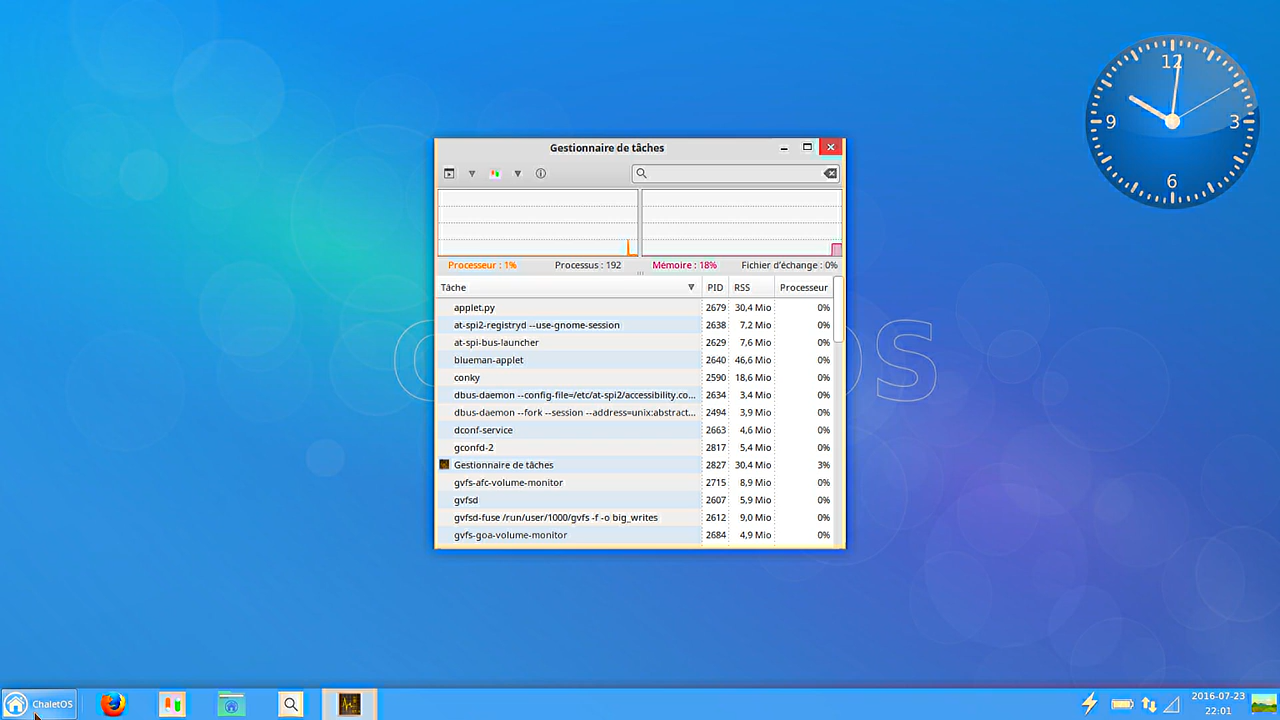 Gestionnaire de tâches
12
3
6
9
Processeur : 1%
Processus : 192
Mémoire : 18%
Fichier d'échange : 0%
Tâche PID RSS Processeur
applet.py 2679 30,4 Mio 0%
at-spi2-registryd --use-gnome-session 2638 7,2 Mio 0%
at-spi-bus-launcher 2629 7,6 Mio 0%
blueman-applet 2640 46,6 Mio 0%
conky 2590 18,6 Mio 0%
dbus-daemon --config-file=/etc/at-spi2/accessibility.co... 2634 3,4 Mio 0%
dbus-daemon --fork --session --address=unix:abstract... 2494 3,9 Mio 0%
dconf-service 2663 4,6 Mio 0%
gconfd-2 2817 5,4 Mio 0%
Gestionnaire de tâches 2827 30,4 Mio 3%
gvfs-afc-volume-monitor 2715 8,9 Mio 0%
gvfsd 2607 5,9 Mio 0%
gvfsd-fuse /run/user/1000/gvfs -f -o big_writes 2612 9,0 Mio 0%
gvfs-goa-volume-monitor 2684 4,9 Mio 0%
ChaletOS
2016-07-23
22:01